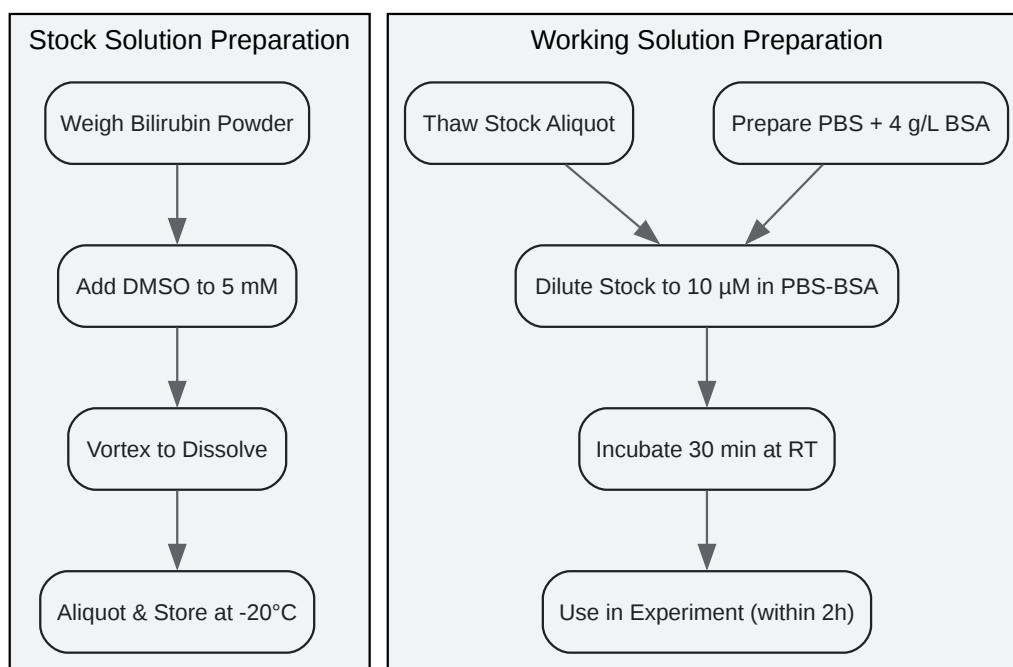 Stock Solution Preparation
Weigh Bilirubin Powder
Add DMSO to 5 mM
Vortex to Dissolve
Aliquot & Store at -20°C
Working Solution Preparation
Thaw Stock Aliquot
Prepare PBS + 4 g/L BSA
Dilute Stock to 10 µM in PBS-BSA
Incubate 30 min at RT
Use in Experiment (within 2h)